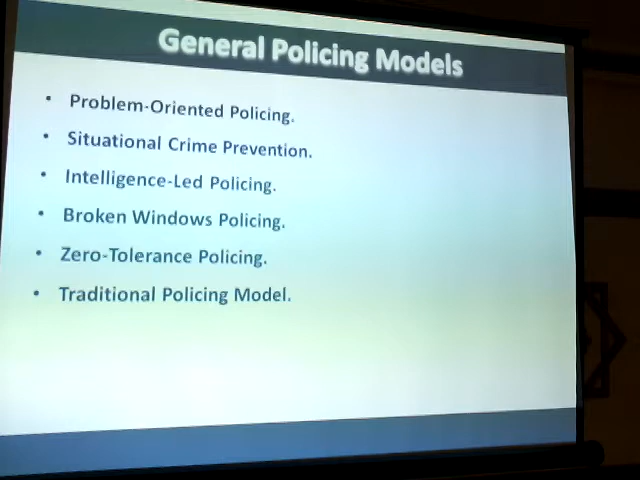 General Policing Models
• Problem-Oriented Policing.
• Situational Crime Prevention.
• Intelligence-Led Policing.
• Broken Windows Policing.
• Zero-Tolerance Policing.
• Traditional Policing Model.